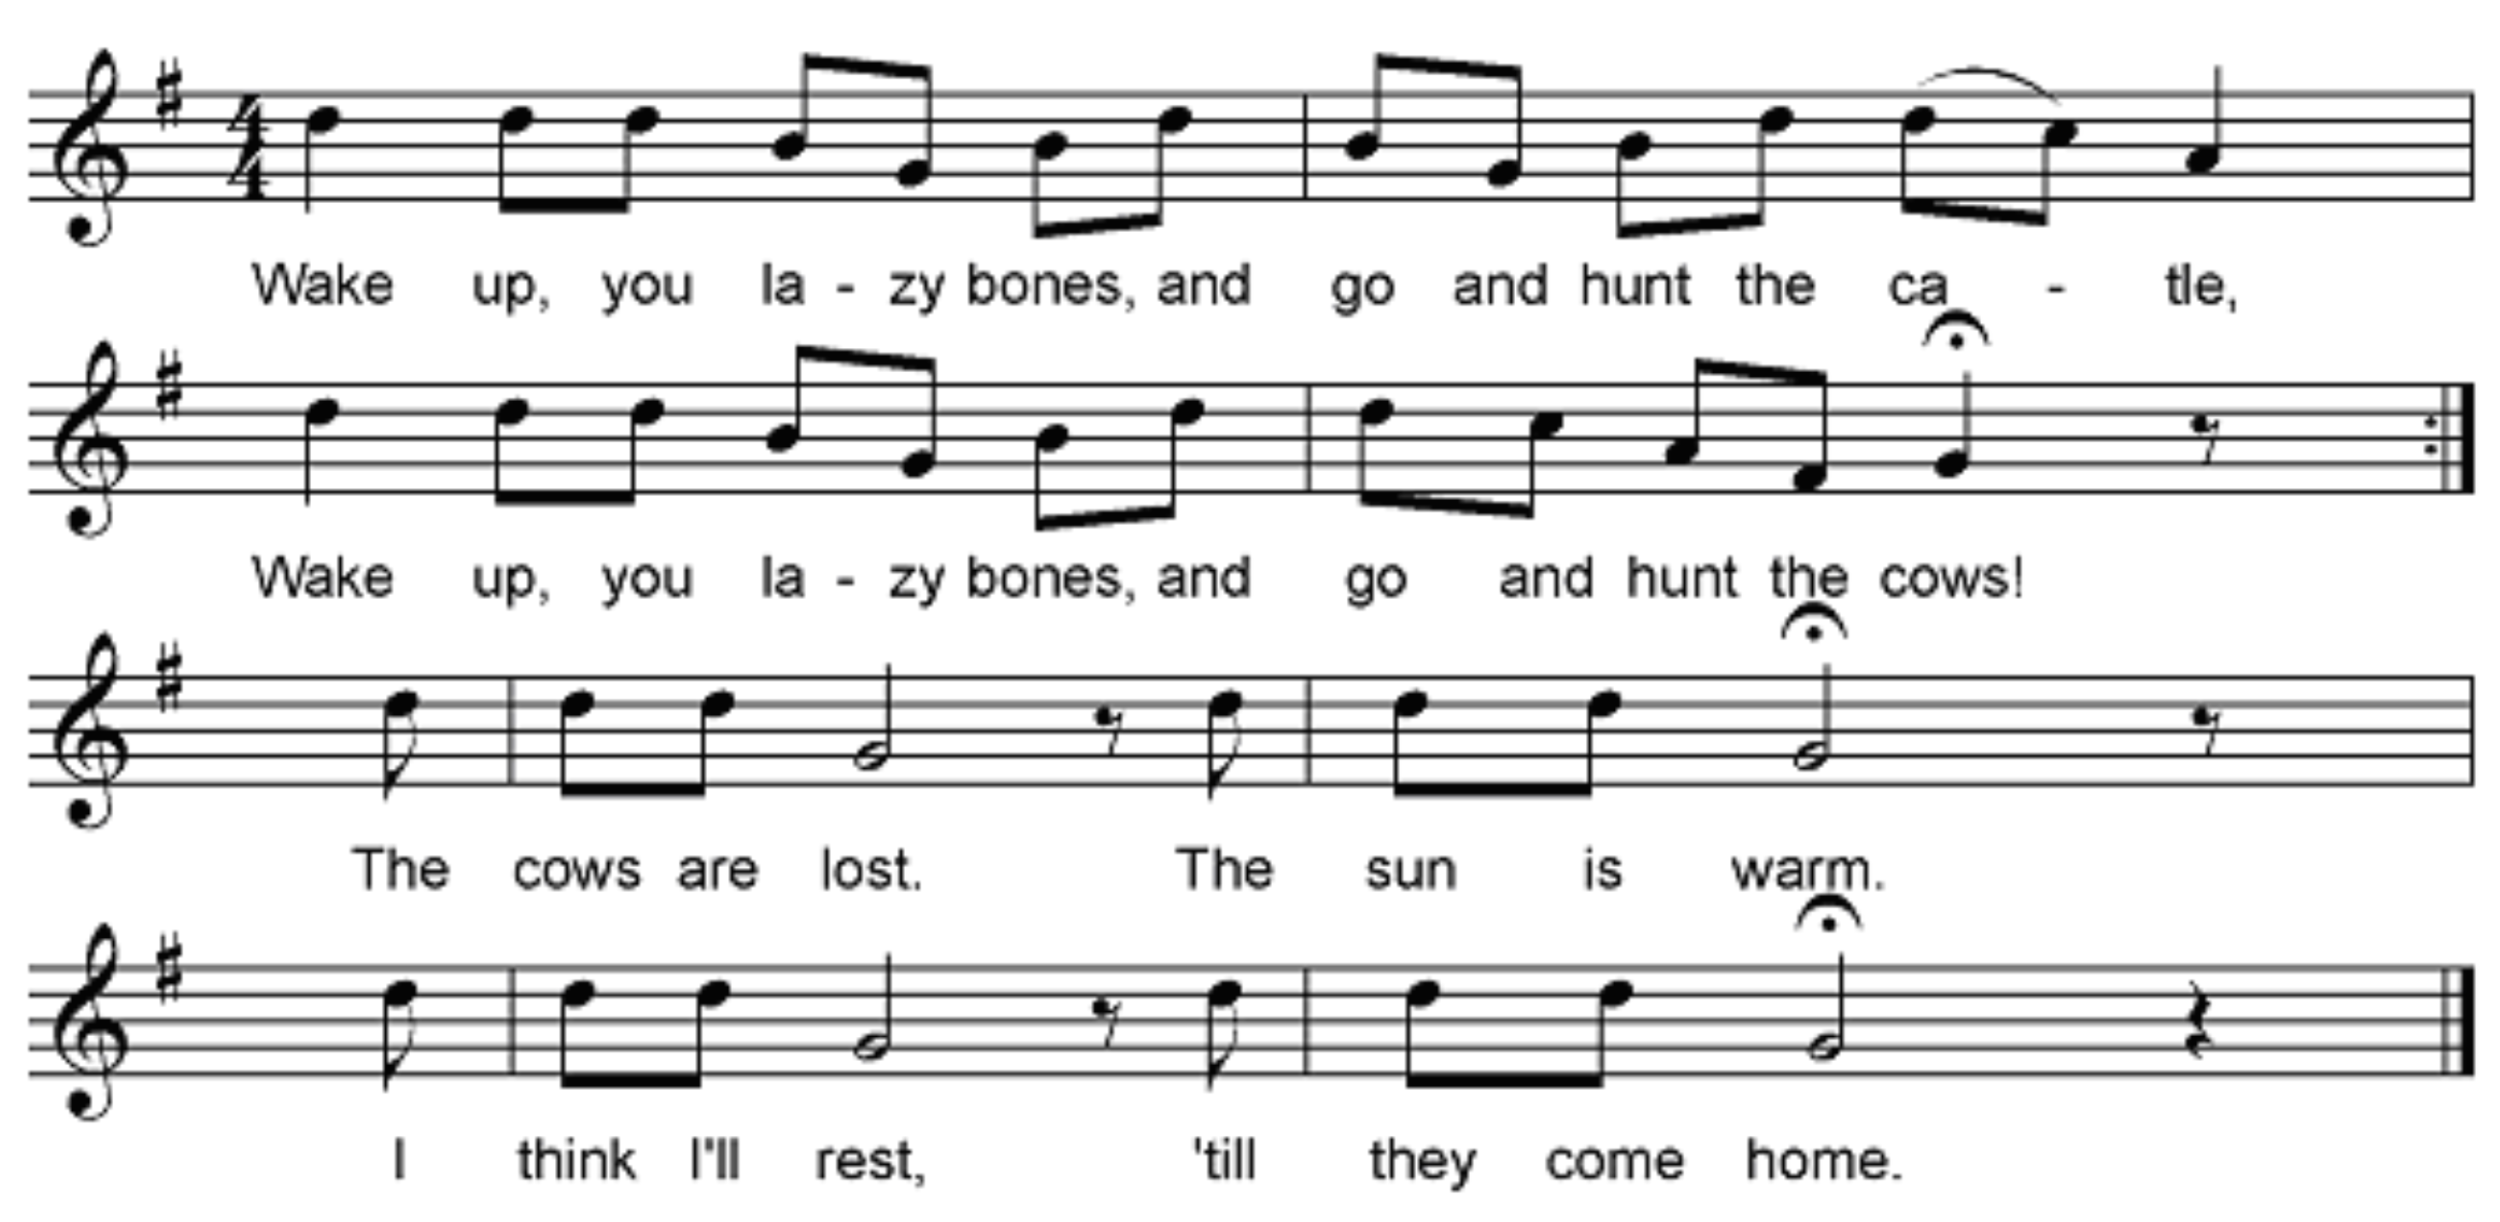 Wake up, you la - zy bones, and go and hunt the ca - tle,
Wake up, you la - zy bones, and go and hunt the cows!
The cows are lost. The sun is warm.
I think I'll rest, 'till they come home.